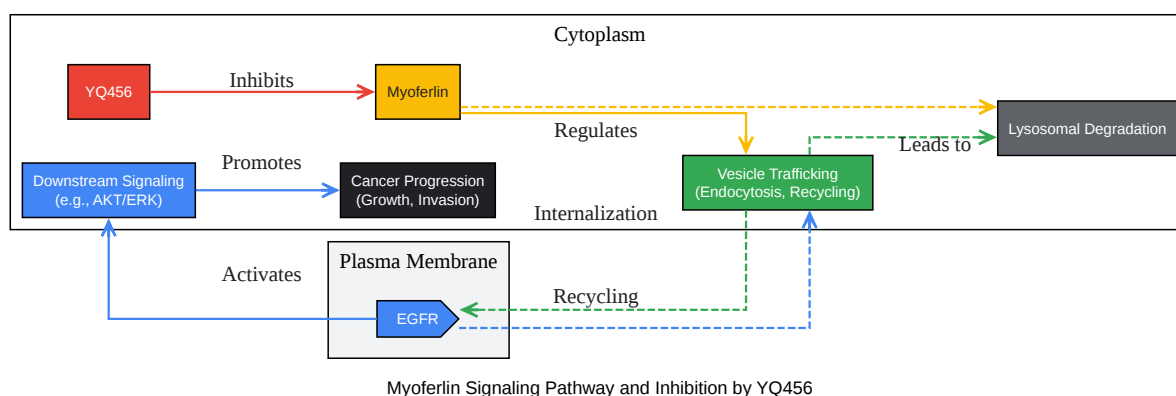 Cytoplasm
YQ456
Inhibits
Myoferlin
Regulates
Lysosomal Degradation
Leads to
Downstream Signaling
(e.g., AKT/ERK)
Promotes
Cancer Progression
(Growth, Invasion)
Vesicle Trafficking
(Endocytosis, Recycling)
Internalization
Activates
Plasma Membrane
EGFR
Recycling
Myoferlin Signaling Pathway and Inhibition by YQ456